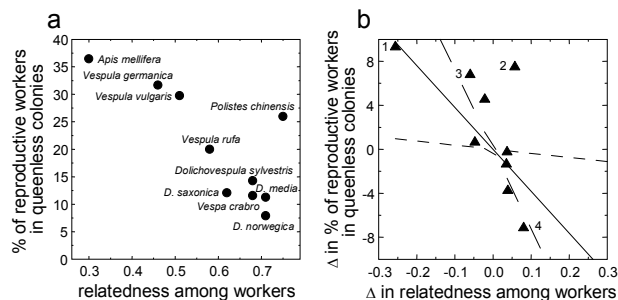 a
% of reproductive workers
in queenless colonies
40
35
30
25
20
15
10
5
0
Apis mellifera
Vespula germanica
Vespula vulgaris
Polistes chinensis
Vespula rufa
Dolichovespula sylvestris
D. saxonica
D. media
Vespa crabro
D. norwegica
0.3 0.4 0.5 0.6 0.7
relatedness among workers
b
Δ in % of reproductive workers
in queenless colonies
8
4
0
-4
-8
1
2
3
4
-0.3 -0.2 -0.1 0.0 0.1 0.2 0.3
Δ in relatedness among workers